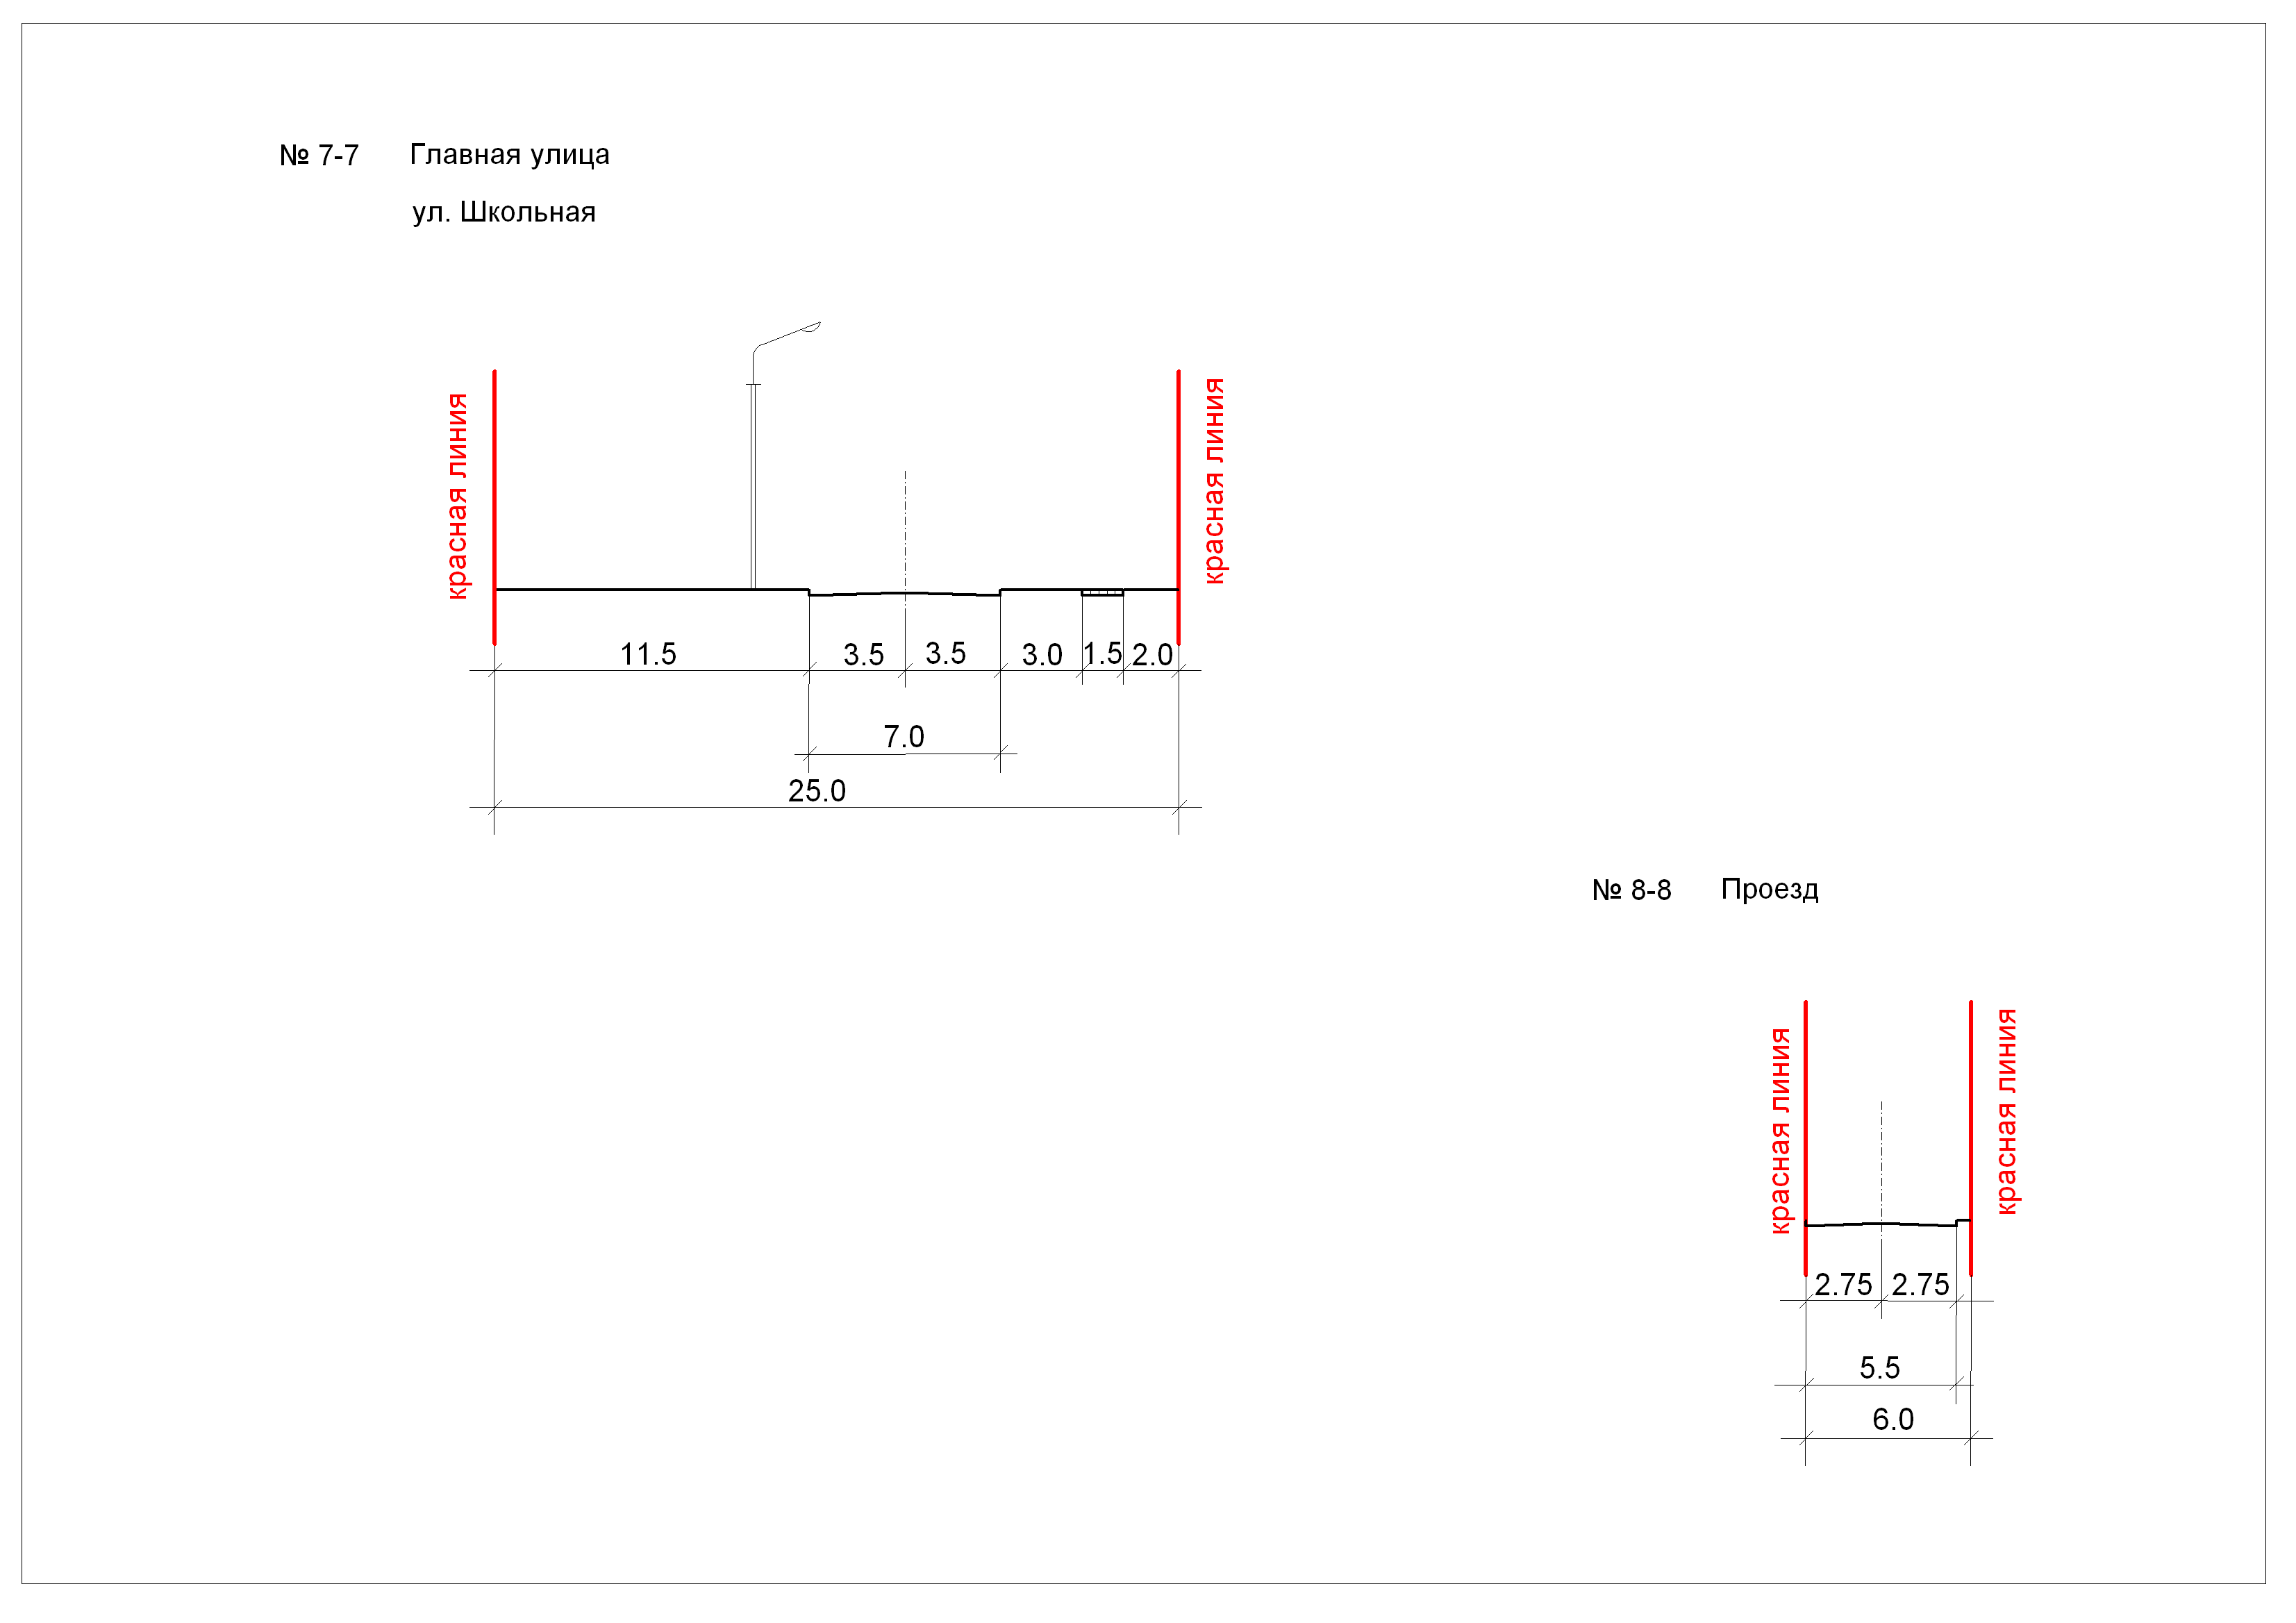 № 7-7 Главная улица
ул. Школьная
красная линия
красная линия
11.5 3.5 3.5 3.0 1.5 2.0
7.0
25.0
№ 8-8 Проезд
красная линия
красная линия
2.75 2.75
5.5
6.0